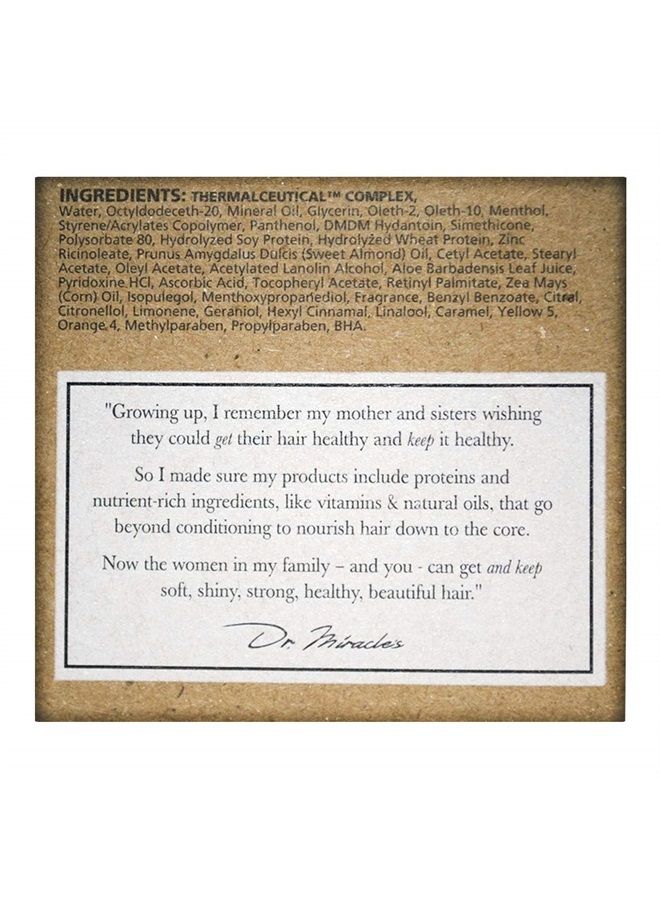 INGREDIENTS: THERMALCEUTICAL™ COMPLEX,
Water, Octyldodeceth-20, Mineral Oil, Glycerin, Oleth-2, Oleth-10, Menthol,
Styrene/Acrylates Copolymer, Panthenol, DMDM Hydantoin, Simethicone,
Polysorbate 80, Hydrolyzed Soy Protein, Hydrolyzed Wheat Protein, Zinc
Ricinoleate, Prunus Amygdalus Dulcis (Sweet Almond) Oil, Cetyl Acetate, Stearyl
Acetate, Oleyl Acetate, Acetylated Lanolin Alcohol, Aloe Barbadensis Leaf Juice,
Pyridoxine HCl, Ascorbic Acid, Tocopheryl Acetate, Retinyl Palmitate, Zea Mays
(Corn) Oil, Isopulegol, Menthoxypropanediol, Fragrance, Benzyl Benzoate, Citral,
Citronellol, Limonene, Geraniol, Hexyl Cinnamal, Linalool, Caramel, Yellow 5,
Orange 4, Methylparaben, Propylparaben, BHA.
"Growing up, I remember my mother and sisters wishing
they could get their hair healthy and keep it healthy.
So I made sure my products include proteins and
nutrient-rich ingredients, like vitamins & natural oils, that go
beyond conditioning to nourish hair down to the core.
Now the women in my family – and you - can get and keep
soft, shiny, strong, healthy, beautiful hair."
Dr. Miracle's